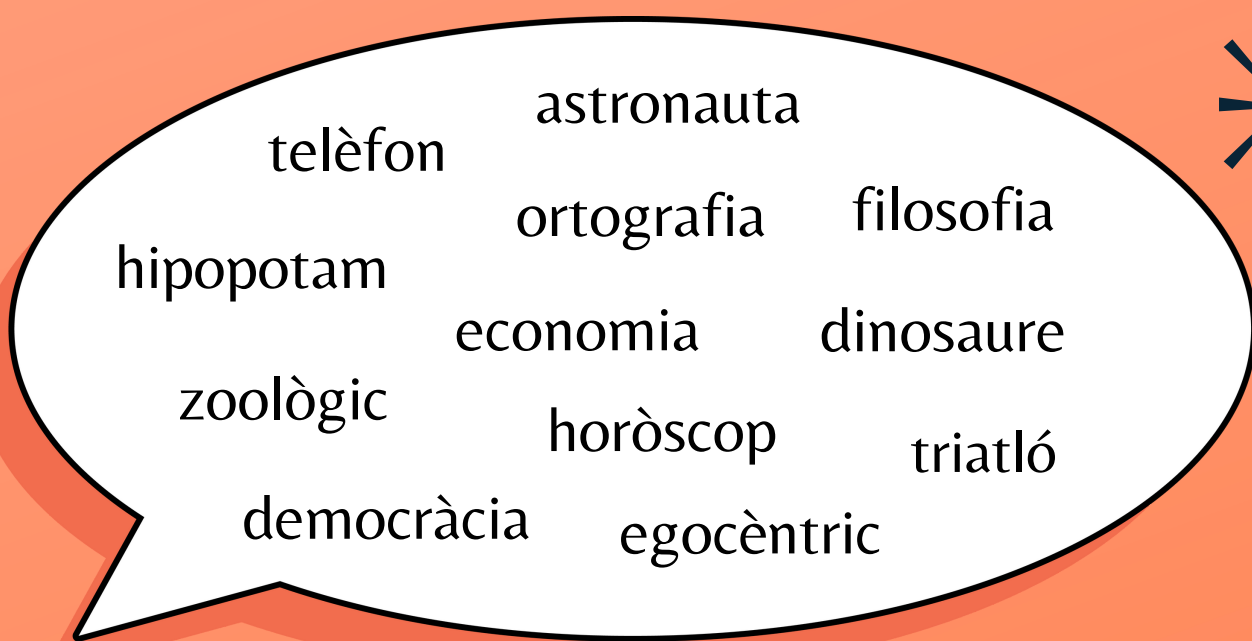 astronauta
telèfon
ortografia
filosofia
hipopotam
economia
dinosaure
zoològic
horòscop
triatló
democràcia
egocèntric